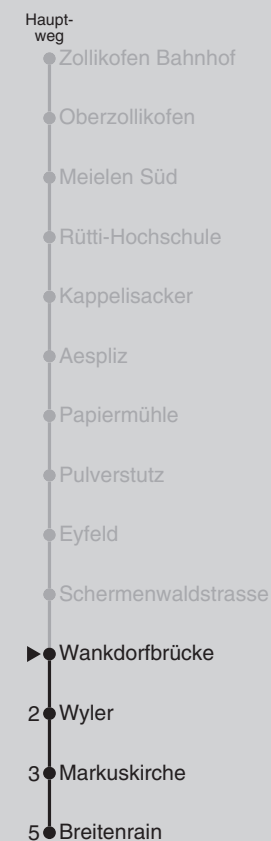 Haupt-
weg
Zollikofen Bahnhof
Oberzollikofen
Meielen Süd
Rütti-Hochschule
Kappelisacker
Aespliz
Papiermühle
Pulverstutz
Eyfeld
Schermenwaldstrasse
Wankdorfbrücke
2 Wyler
3 Markuskirche
5 Breitenrain